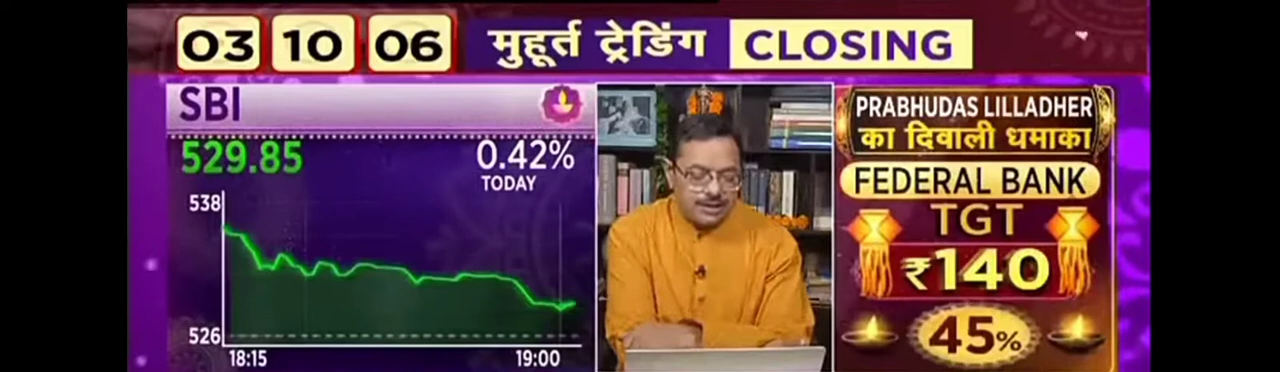 03 10 06 मुहूर्त ट्रेडिंग CLOSING
SBI
529.85
0.42%
TODAY
538
526
18:15
19:00
PRABHUDAS LILLADHER
का दिवाली धमाका
FEDERAL BANK
TGT
₹140
45%